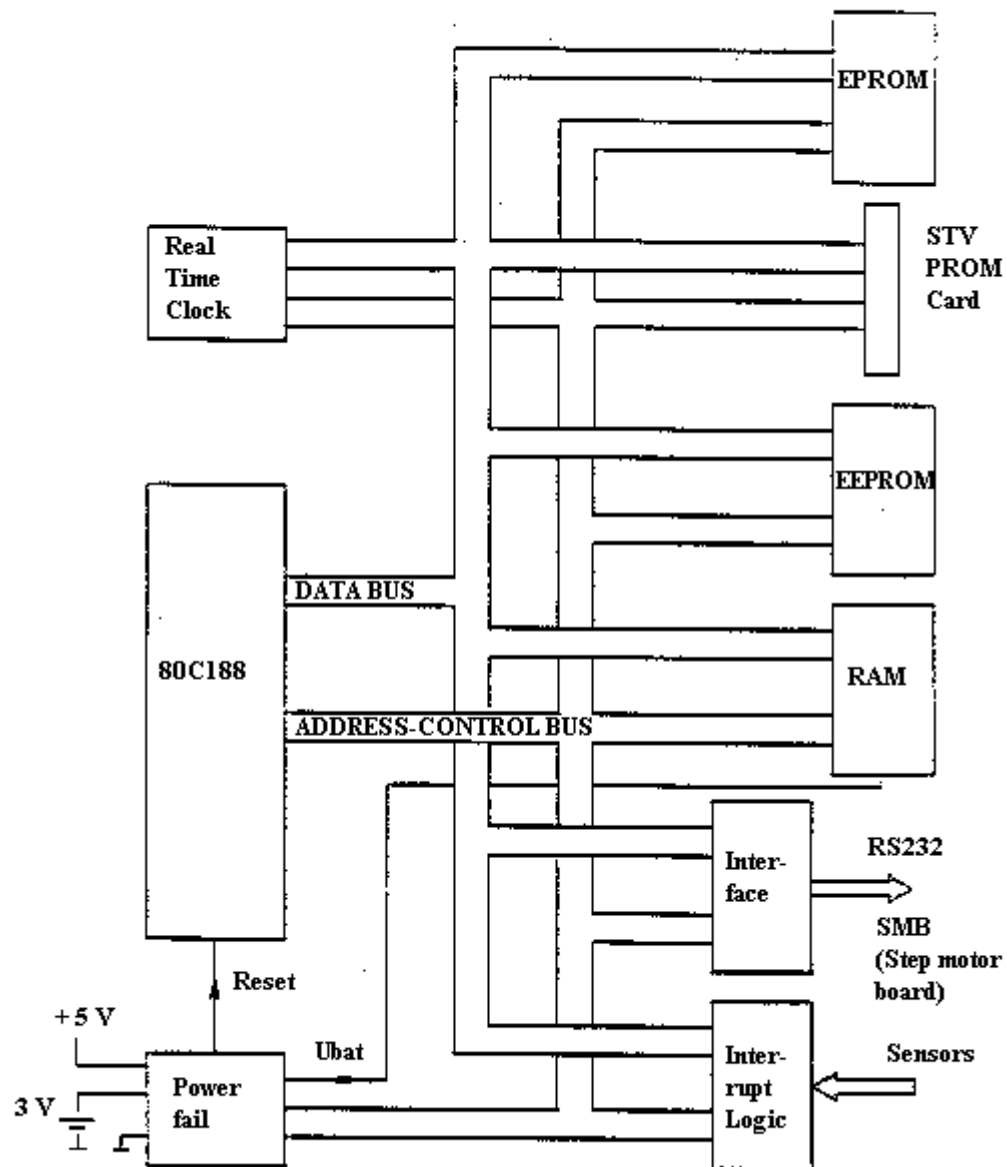 EPROM
Real
Time
Clock
STV
PROM
Card
EEPROM
DATA BUS
80C188
RAM
ADDRESS-CONTROL BUS
Inter-
face
RS232
SMB
(Step motor
board)
Reset
+5 V
Ubat
3 V
Power
fail
Inter-
rupt
Logic
Sensors